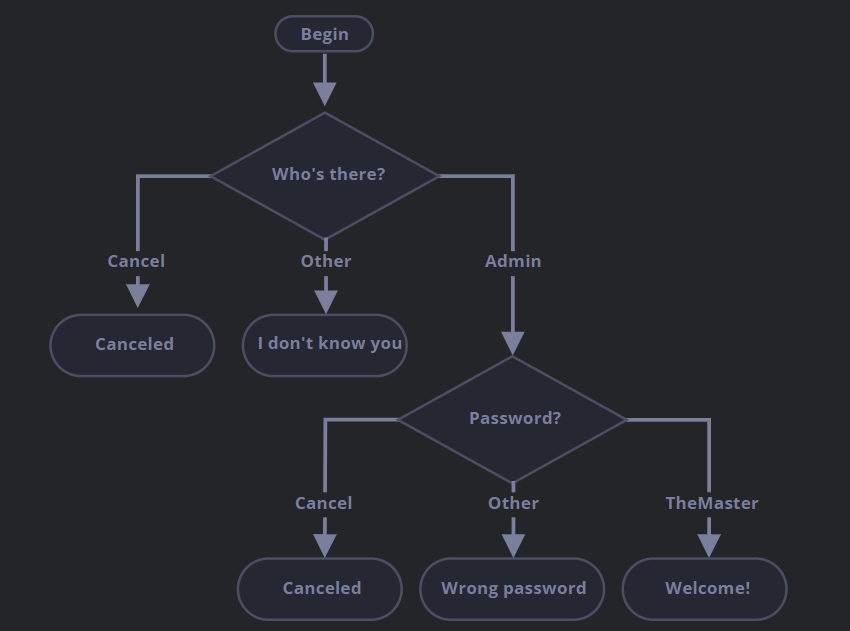 Begin
Who's there?
Cancel
Other
Admin
Canceled
I don't know you
Password?
Cancel
Other
TheMaster
Canceled
Wrong password
Welcome!